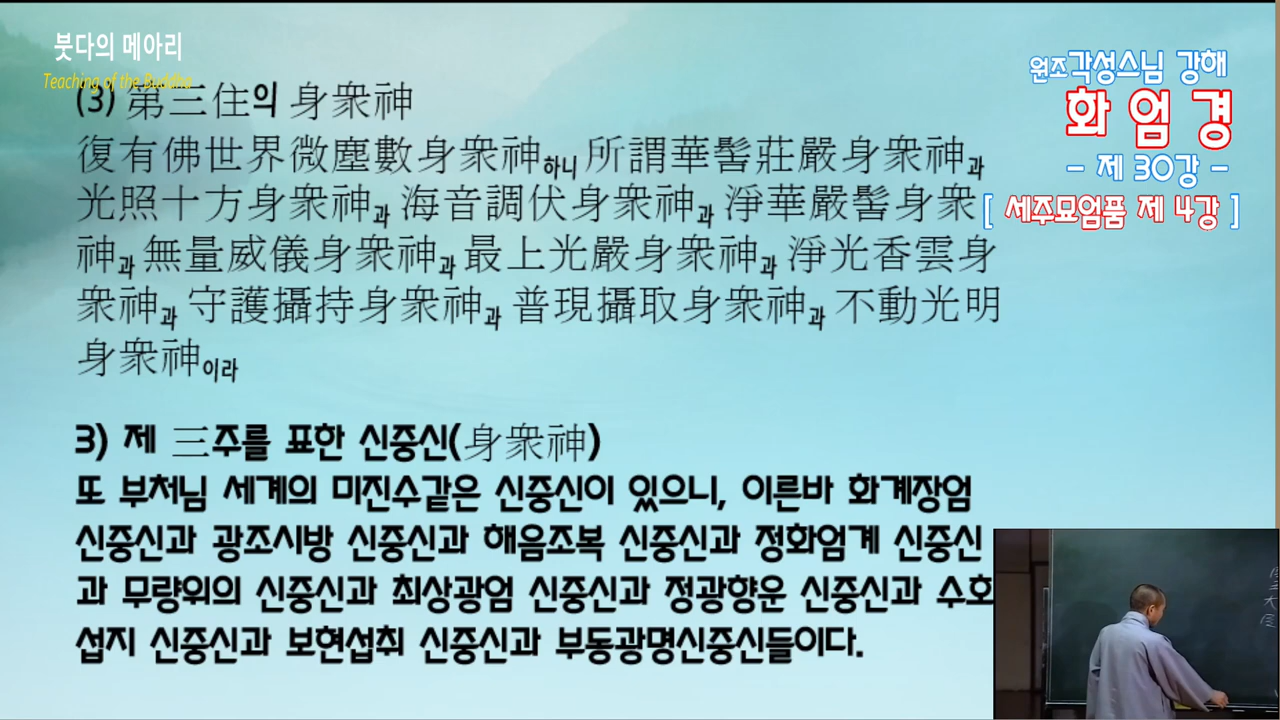 붓다의 메아리
Teaching of the Buddha
원조각성스님 강해
화엄경
- 제 30강 -
[ 세주묘엄품 제 4강 ]
(3) 第三住의 身衆神
復有佛世界微塵數身衆神하니 所謂華髻莊嚴身衆神과
光照十方身衆神과 海音調伏身衆神과 淨華嚴髻身衆
神과 無量威儀身衆神과 最上光嚴身衆神과 淨光香雲身
衆神과 守護攝持身衆神과 普現攝取身衆神과 不動光明
身衆神이라
3) 제 三주를 표한 신중신(身衆神)
또 부처님 세계의 미진수같은 신중신이 있으니, 이른바 화계장엄
신중신과 광조시방 신중신과 해음조복 신중신과 정화엄계 신중신
과 무량위의 신중신과 최상광엄 신중신과 정광향운 신중신과 수호
섭지 신중신과 보현섭취 신중신과 부동광명신중신들이다.